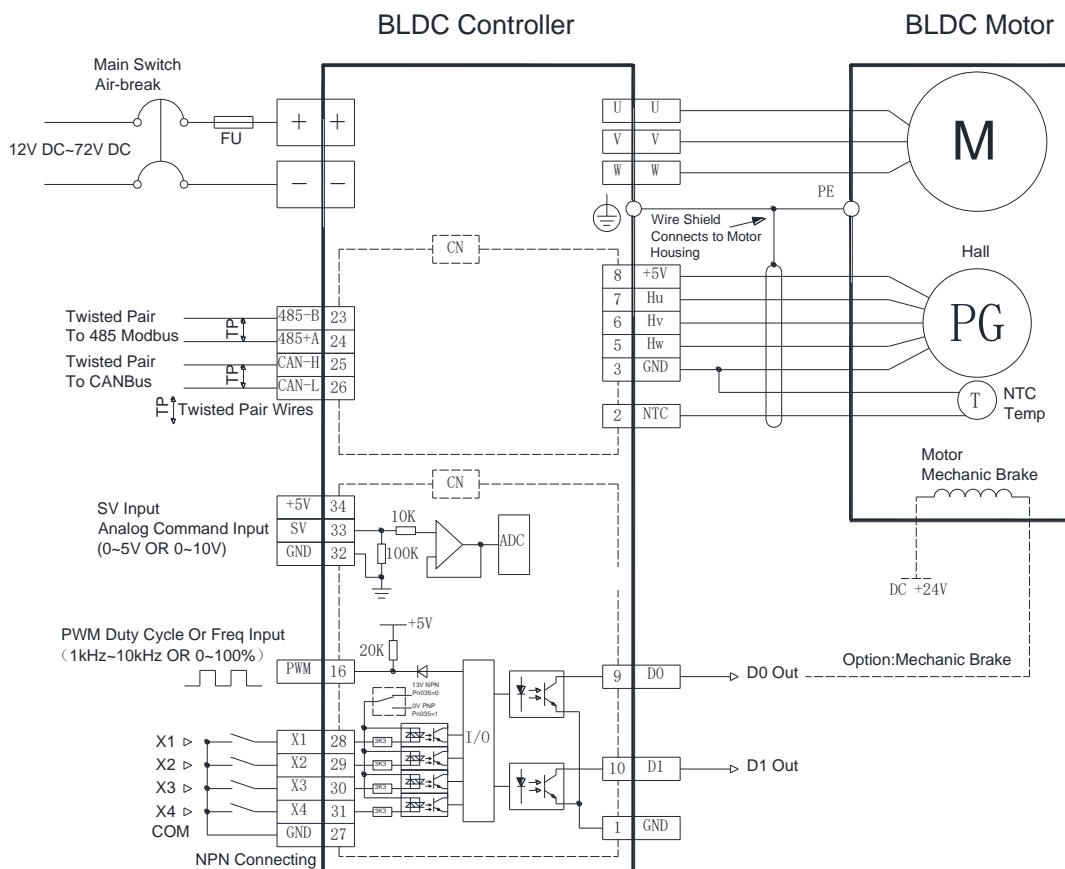 BLDC Controller
BLDC Motor
Main Switch
Air-break
FU
12V DC~72V DC
+ +
− −
U U
V V
W W
M
PE
Wire Shield
Connects to Motor
Housing
CN
Hall
8 +5V
7 Hu
6 Hv
5 Hw
3 GND
2 NTC
PG
T
NTC
Temp
Twisted Pair
To 485 Modbus
TP
485-B 23
485+A 24
Twisted Pair
To CANBus
TP
CAN-H 25
CAN-L 26
TP
Twisted Pair Wires
Motor
Mechanic Brake
DC +24V
CN
SV Input
Analog Command Input
(0~5V OR 0~10V)
+5V 34
SV 33
GND 32
10K
100K
ADC
PWM Duty Cycle Or Freq Input
（1kHz~10kHz OR 0~100%）
PWM 16
+5V
20K
13V NPN
Pn035=0
0V PNP
Pn035=1
I/O
X1
X2
X3
X4
COM
X1 28
X2 29
X3 30
X4 31
GND 27
3K3
3K3
3K3
3K3
NPN Connecting
9 D0
D0 Out
Option:Mechanic Brake
10 D1
D1 Out
1 GND